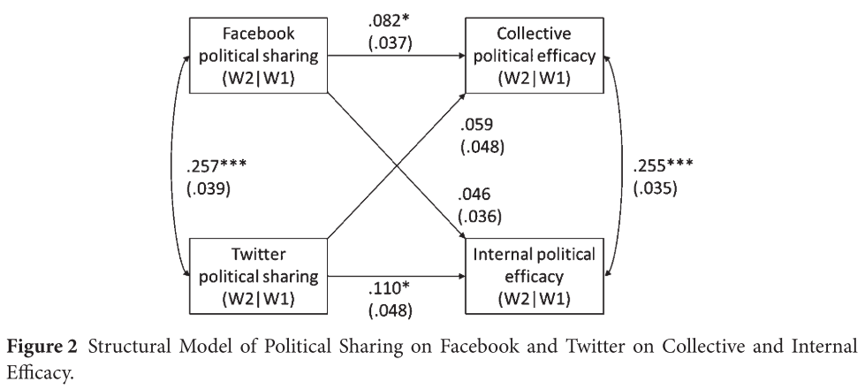 Facebook
political sharing
(W2|W1)
.082*
(.037)
Collective
political efficacy
(W2|W1)
.059
(.048)
.257***
(.039)
.255***
(.035)
.046
(.036)
Twitter
political sharing
(W2|W1)
.110*
(.048)
Internal political
efficacy
(W2|W1)
Figure 2 Structural Model of Political Sharing on Facebook and Twitter on Collective and Internal
Efficacy.